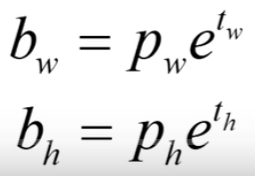 b_w = p_w e^{t_w}
b_h = p_h e^{t_h}